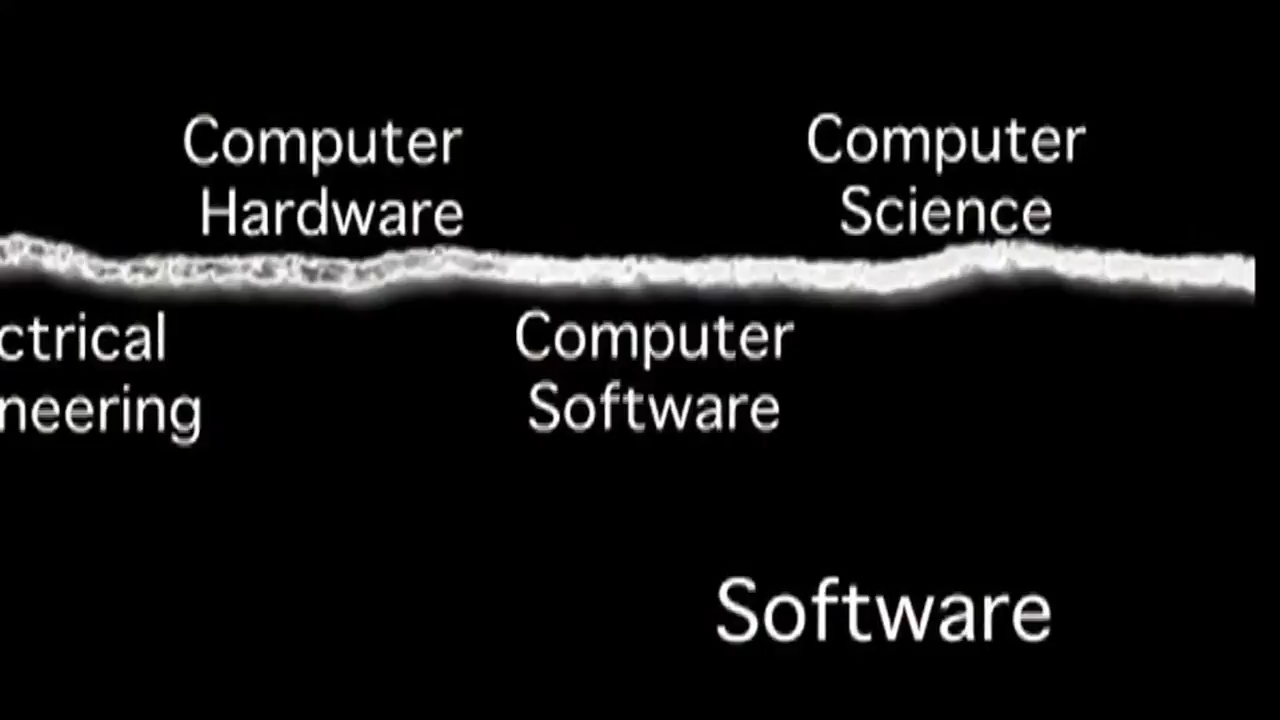 Computer
Hardware
Computer
Science
ctrical
neering
Computer
Software
Software